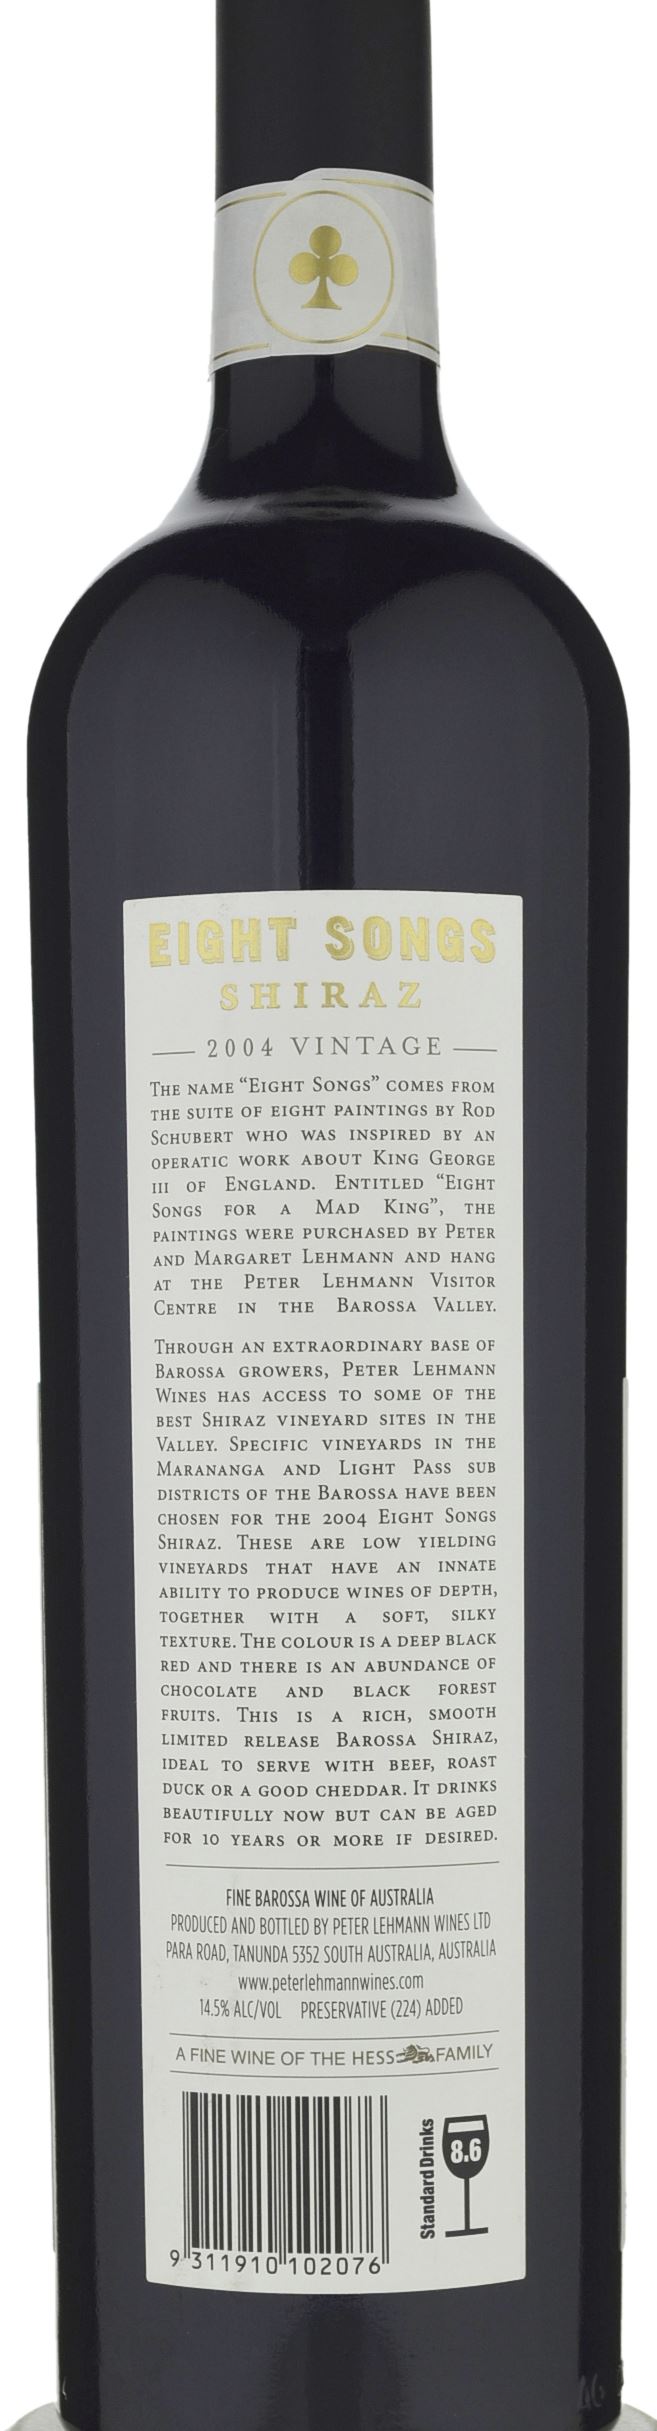 EIGHT SONGS
SHIRAZ
2004 VINTAGE
THE NAME “EIGHT SONGS” COMES FROM
THE SUITE OF EIGHT PAINTINGS BY ROD
SCHUBERT WHO WAS INSPIRED BY AN
OPERATIC WORK ABOUT KING GEORGE
III OF ENGLAND. ENTITLED “EIGHT
SONGS FOR A MAD KING”, THE
PAINTINGS WERE PURCHASED BY PETER
AND MARGARET LEHMANN AND HANG
AT THE PETER LEHMANN VISITOR
CENTRE IN THE BAROSSA VALLEY.
THROUGH AN EXTRAORDINARY BASE OF
BAROSSA GROWERS, PETER LEHMANN
WINES HAS ACCESS TO SOME OF THE
BEST SHIRAZ VINEYARD SITES IN THE
VALLEY. SPECIFIC VINEYARDS IN THE
MARANANGA AND LIGHT PASS SUB
DISTRICTS OF THE BAROSSA HAVE BEEN
CHOSEN FOR THE 2004 EIGHT SONGS
SHIRAZ. THESE ARE LOW YIELDING
VINEYARDS THAT HAVE AN INNATE
ABILITY TO PRODUCE WINES OF DEPTH,
TOGETHER WITH A SOFT, SILKY
TEXTURE. THE COLOUR IS A DEEP BLACK
RED AND THERE IS AN ABUNDANCE OF
CHOCOLATE AND BLACK FOREST
FRUITS. THIS IS A RICH, SMOOTH
LIMITED RELEASE BAROSSA SHIRAZ,
IDEAL TO SERVE WITH BEEF, ROAST
DUCK OR A GOOD CHEDDAR. IT DRINKS
BEAUTIFULLY NOW BUT CAN BE AGED
FOR 10 YEARS OR MORE IF DESIRED.
FINE BAROSSA WINE OF AUSTRALIA
PRODUCED AND BOTTLED BY PETER LEHMANN WINES LTD
PARA ROAD, TANUNDA 5352 SOUTH AUSTRALIA, AUSTRALIA
www.peterlehmannwines.com
14.5% ALC/VOL PRESERVATIVE (224) ADDED
A FINE WINE OF THE HESS FAMILY
Standard Drinks
8.6
9 311910 102076